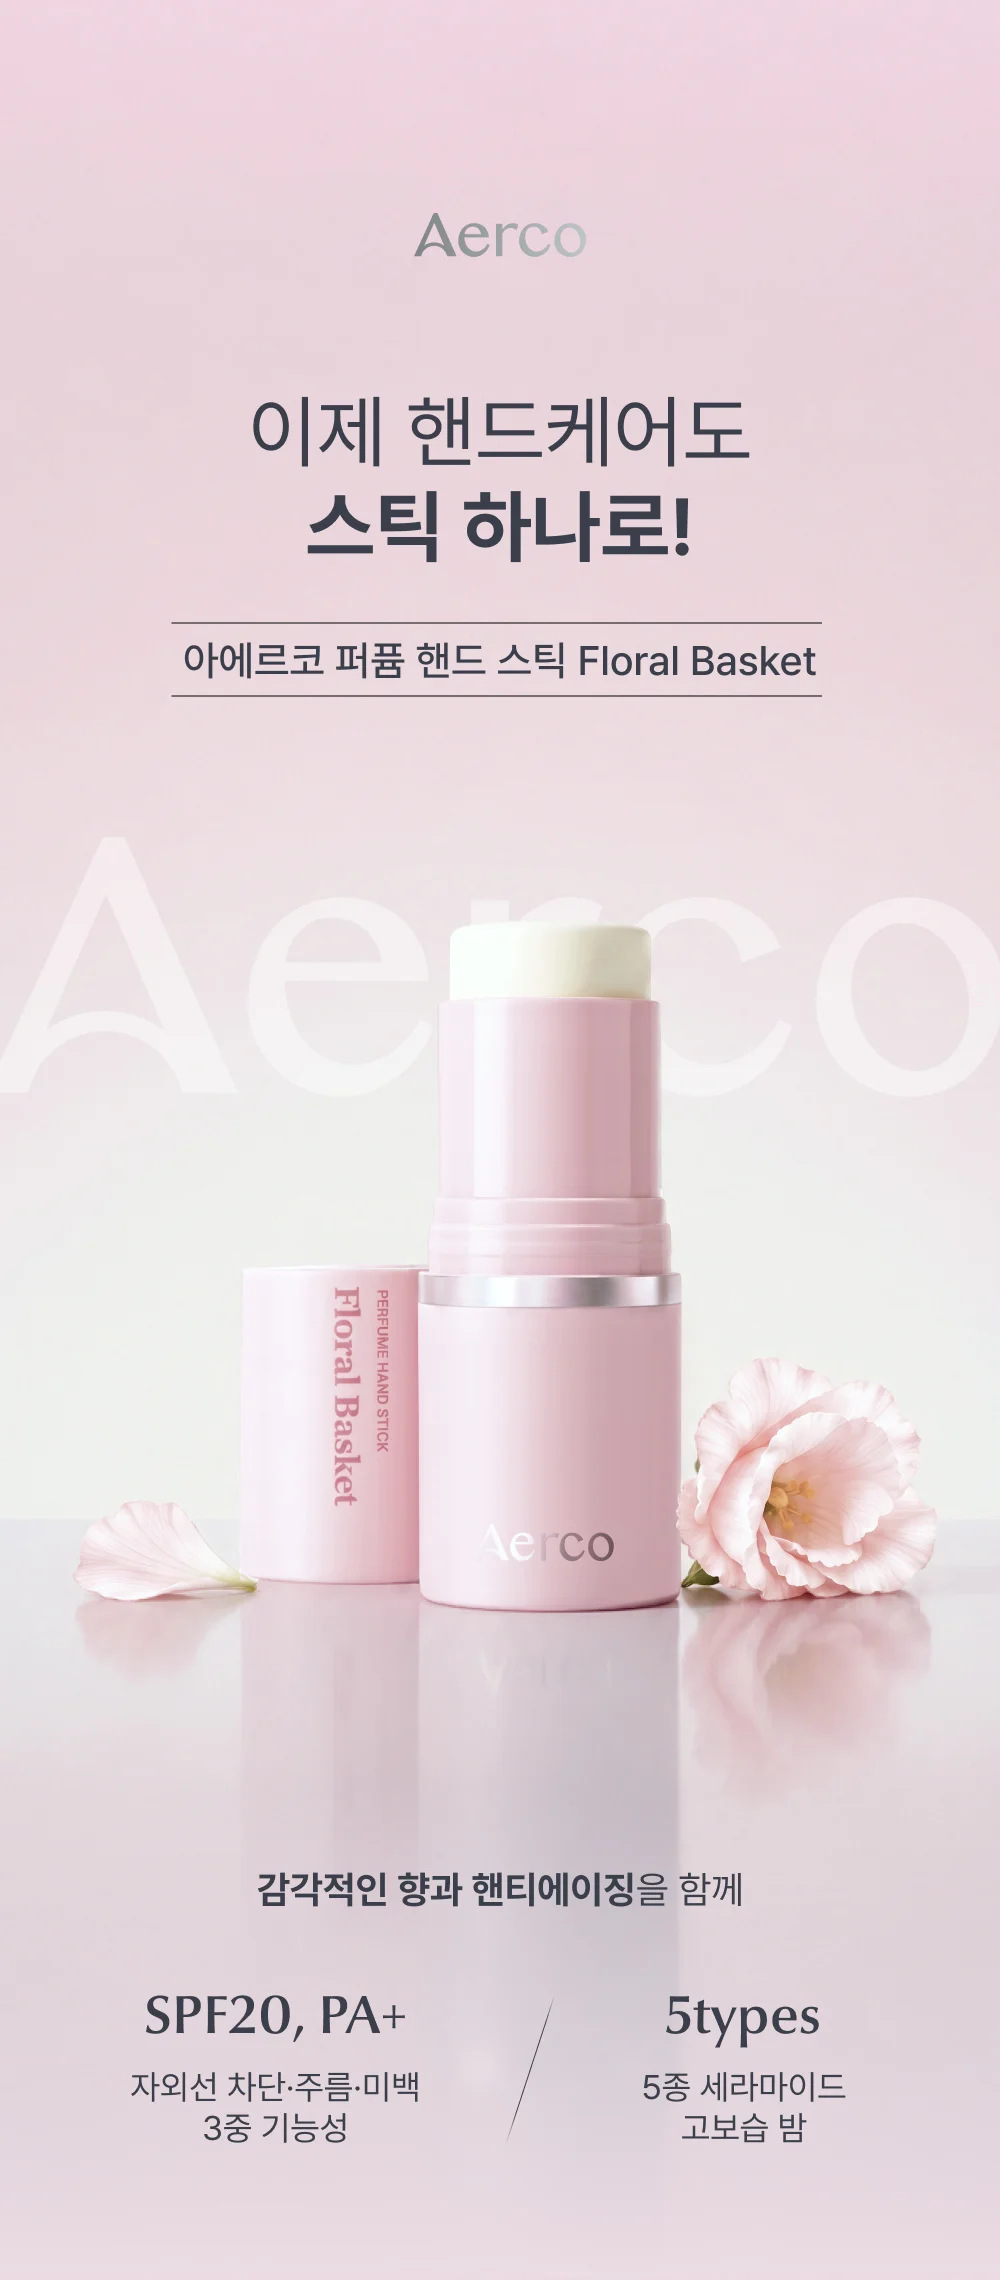 Aerco
이제 핸드케어도
스틱 하나로!
아에르코 퍼퓸 핸드 스틱 Floral Basket
Aerco
PERFUME HAND STICK
Floral Basket
Aerco
감각적인 향과 핸티에이징을 함께
SPF20, PA+
자외선 차단·주름·미백
3중 기능성
5types
5종 세라마이드
고보습 밤